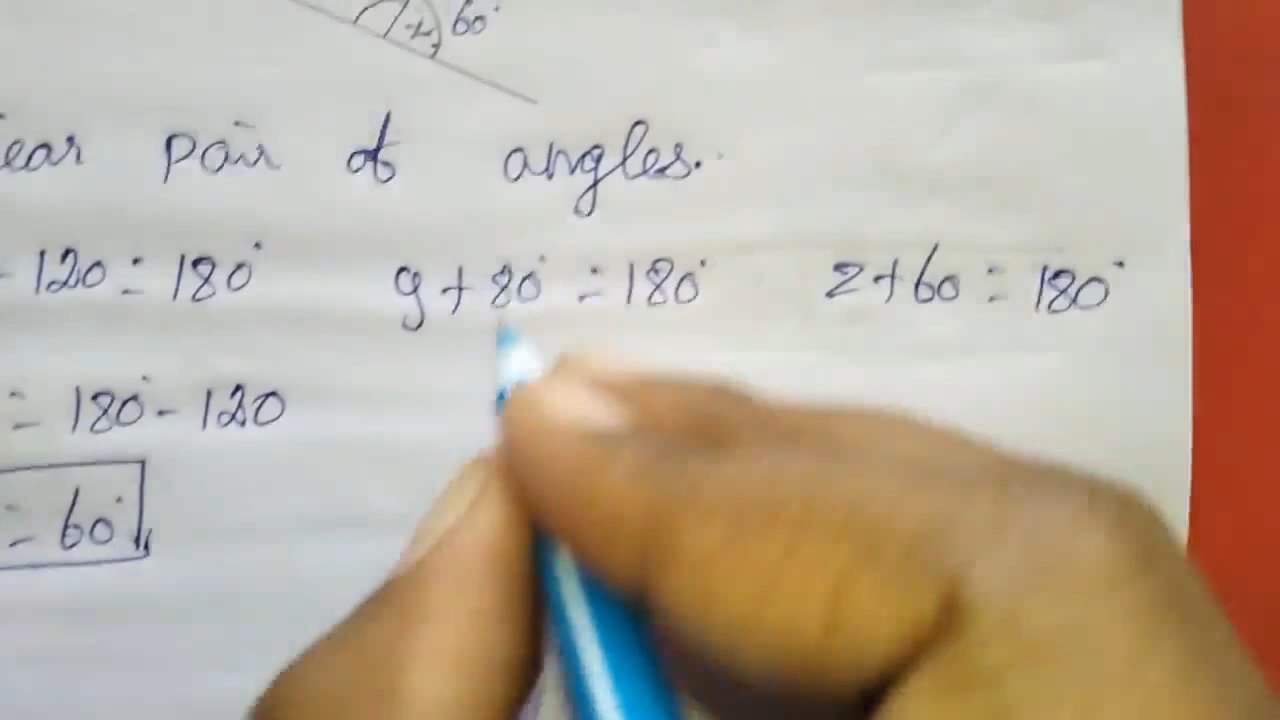 60°
ear pair of angles.
- 120 = 180° y + 80° = 180° z + 60 = 180°
= 180° - 120
= 60°